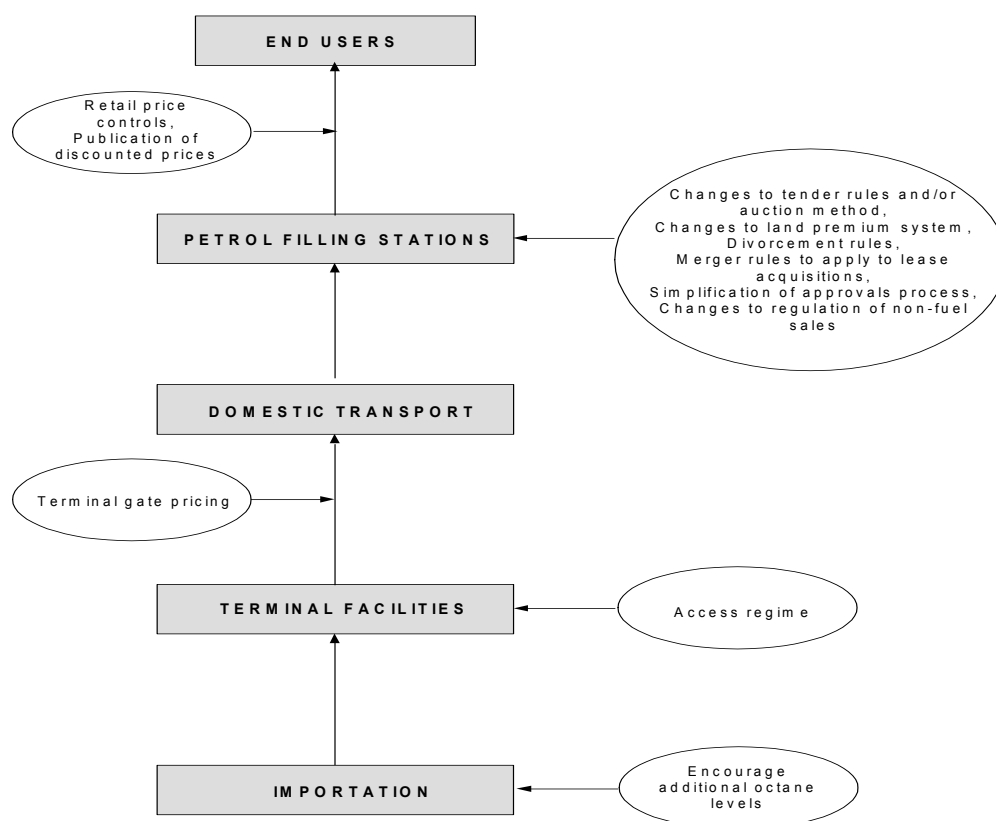 END USERS
Retail price
controls,
Publication of
discounted prices
Changes to tender rules and/or
auction method,
Changes to land premium system,
Divorcement rules,
Merger rules to apply to lease
acquisitions,
Simplification of approvals process,
Changes to regulation of non-fuel
sales
PETROL FILLING STATIONS
DOMESTIC TRANSPORT
Terminal gate pricing
TERMINAL FACILITIES
Access regime
IMPORTATION
Encourage
additional octane
levels